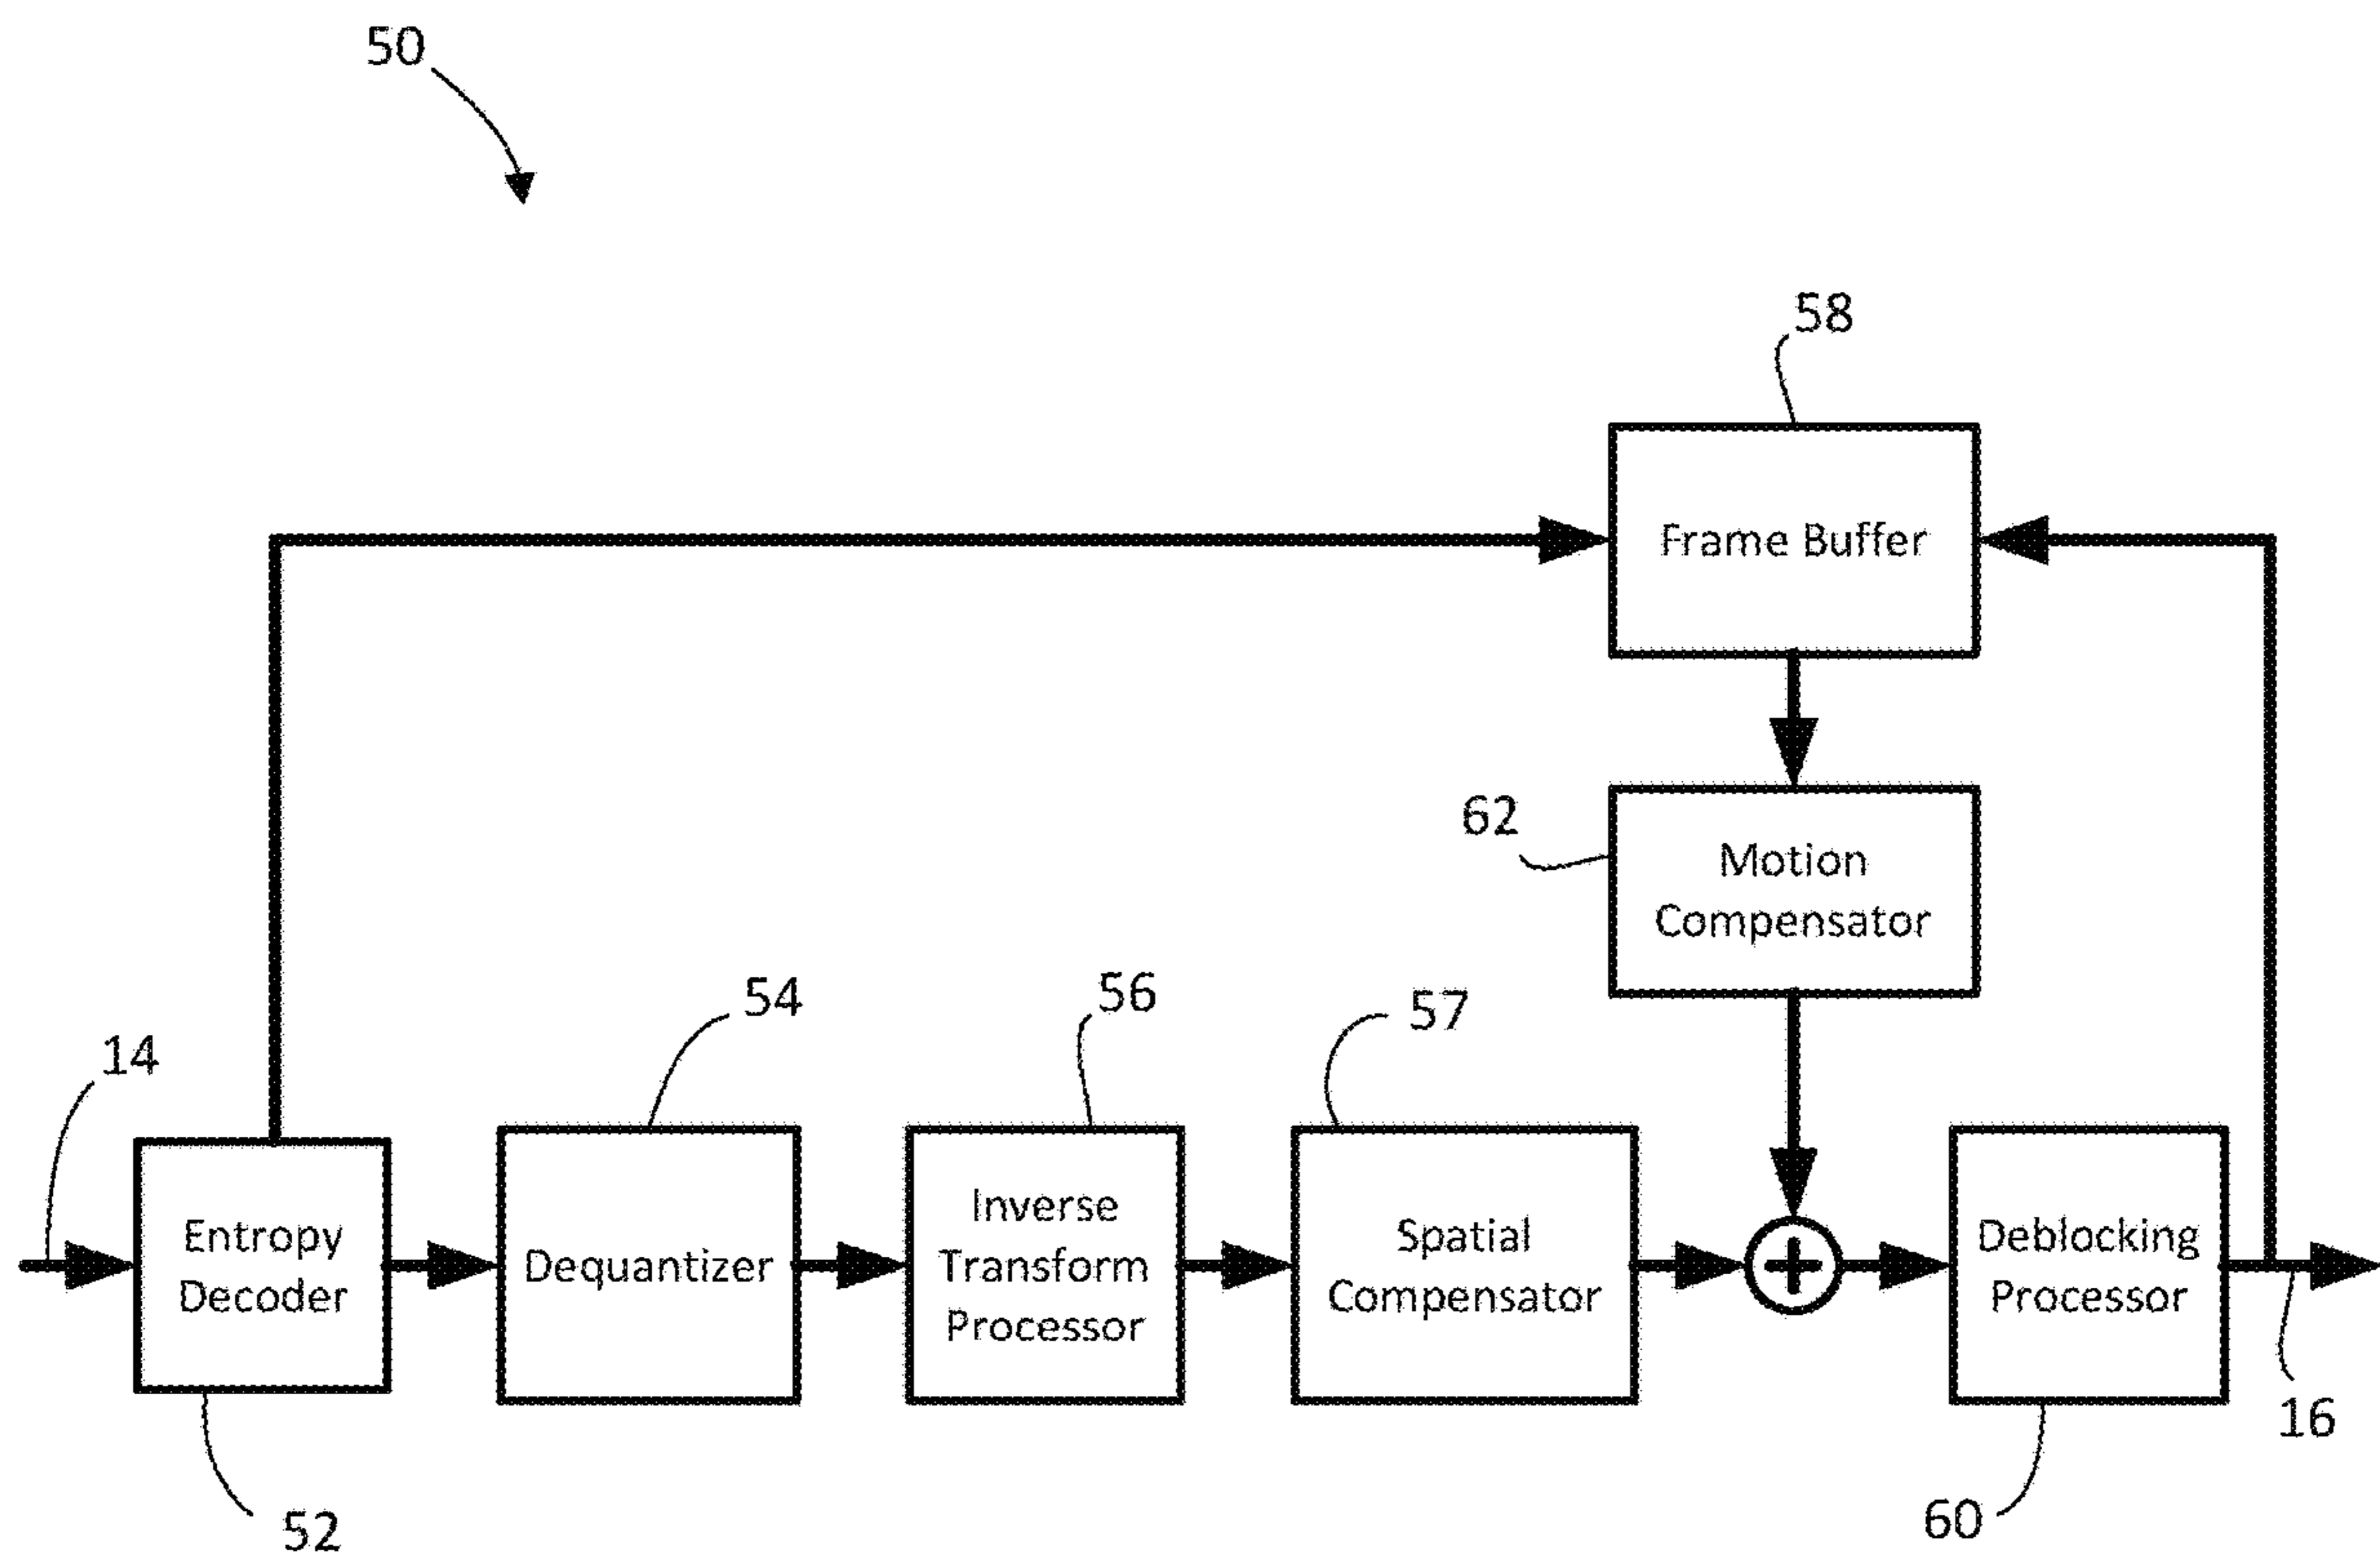 50
58
Frame Buffer
62
Motion
Compensator
14
54
56
57
Entropy
Decoder
Dequantizer
Inverse
Transform
Processor
Spatial
Compensator
Deblocking
Processor
16
52
60